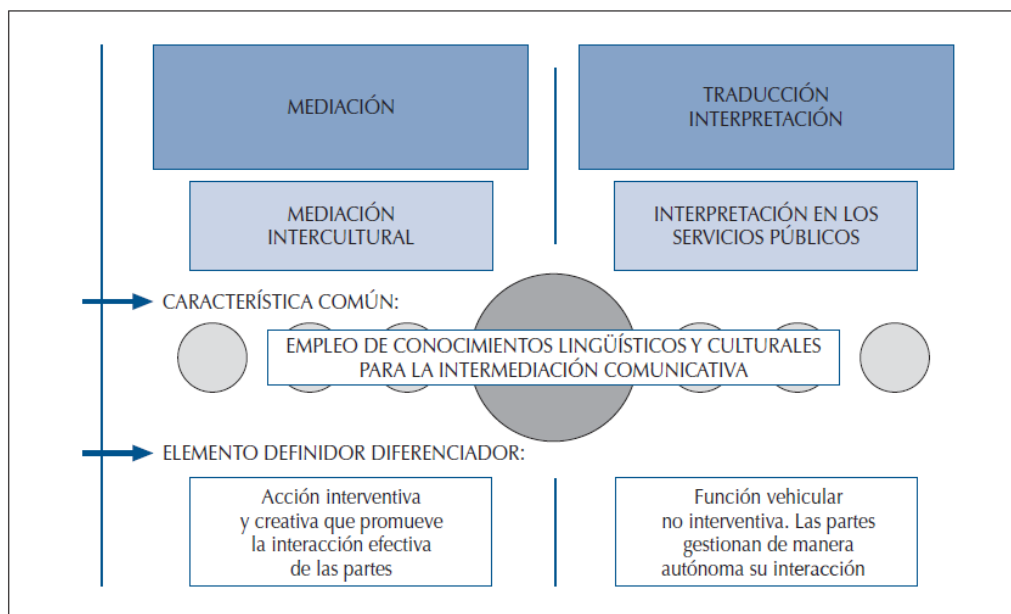 MEDIACIÓN
TRADUCCIÓN
INTERPRETACIÓN
MEDIACIÓN
INTERCULTURAL
INTERPRETACIÓN EN LOS
SERVICIOS PÚBLICOS
CARACTERÍSTICA COMÚN:
EMPLEO DE CONOCIMIENTOS LINGÜÍSTICOS Y CULTURALES
PARA LA INTERMEDIACIÓN COMUNICATIVA
ELEMENTO DEFINIDOR DIFERENCIADOR:
Acción interventiva
y creativa que promueve
la interacción efectiva
de las partes
Función vehicular
no interventiva. Las partes
gestionan de manera
autónoma su interacción